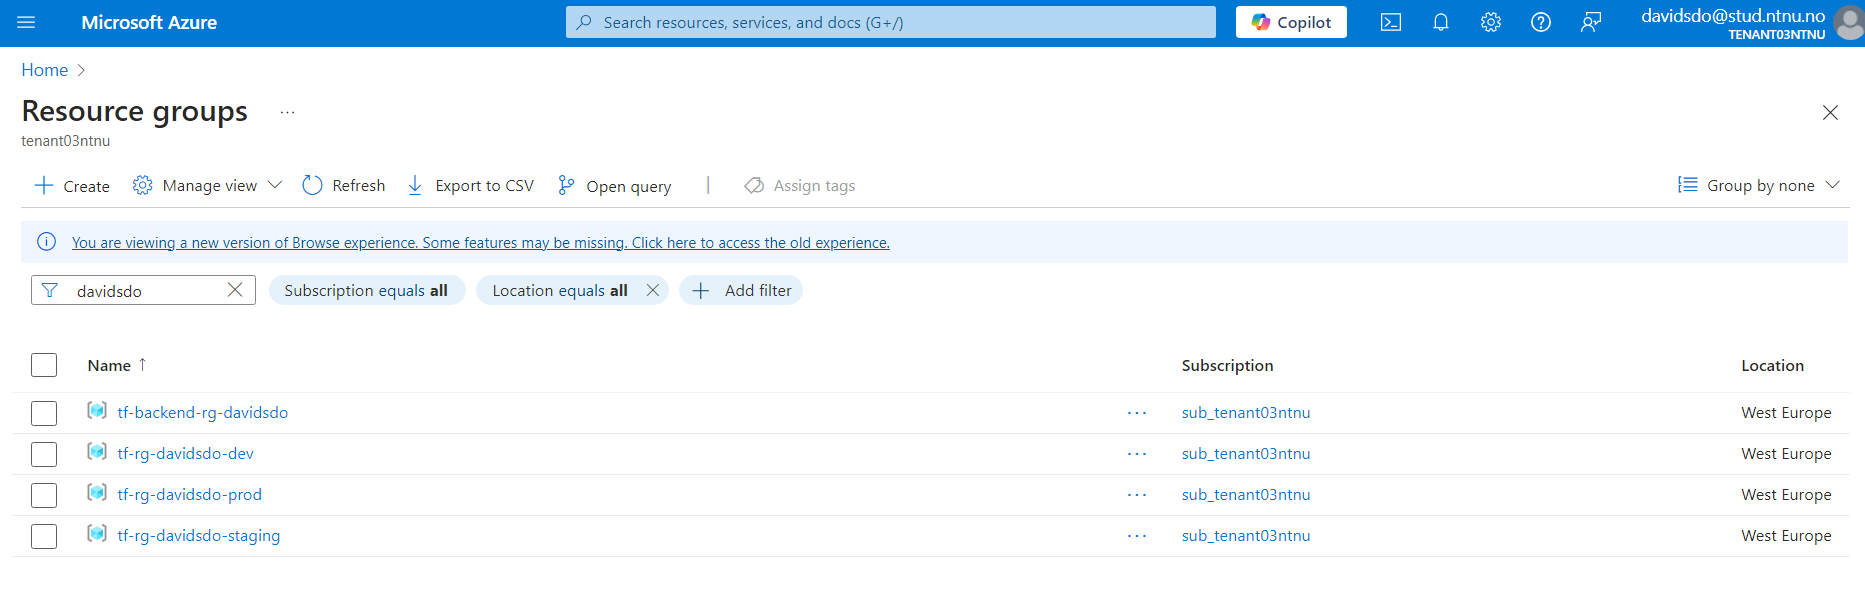 Microsoft Azure
Search resources, services, and docs (G+/)
Copilot
davidsdo@stud.ntnu.no
TENANT03NTNU
Home
Resource groups ...
tenant03ntnu
Create Manage view Refresh Export to CSV Open query | Assign tags Group by none
You are viewing a new version of Browse experience. Some features may be missing. Click here to access the old experience.
davidsdo Subscription equals all Location equals all Add filter
Name ↑ Subscription Location
tf-backend-rg-davidsdo ... sub_tenant03ntnu West Europe
tf-rg-davidsdo-dev ... sub_tenant03ntnu West Europe
tf-rg-davidsdo-prod ... sub_tenant03ntnu West Europe
tf-rg-davidsdo-staging ... sub_tenant03ntnu West Europe